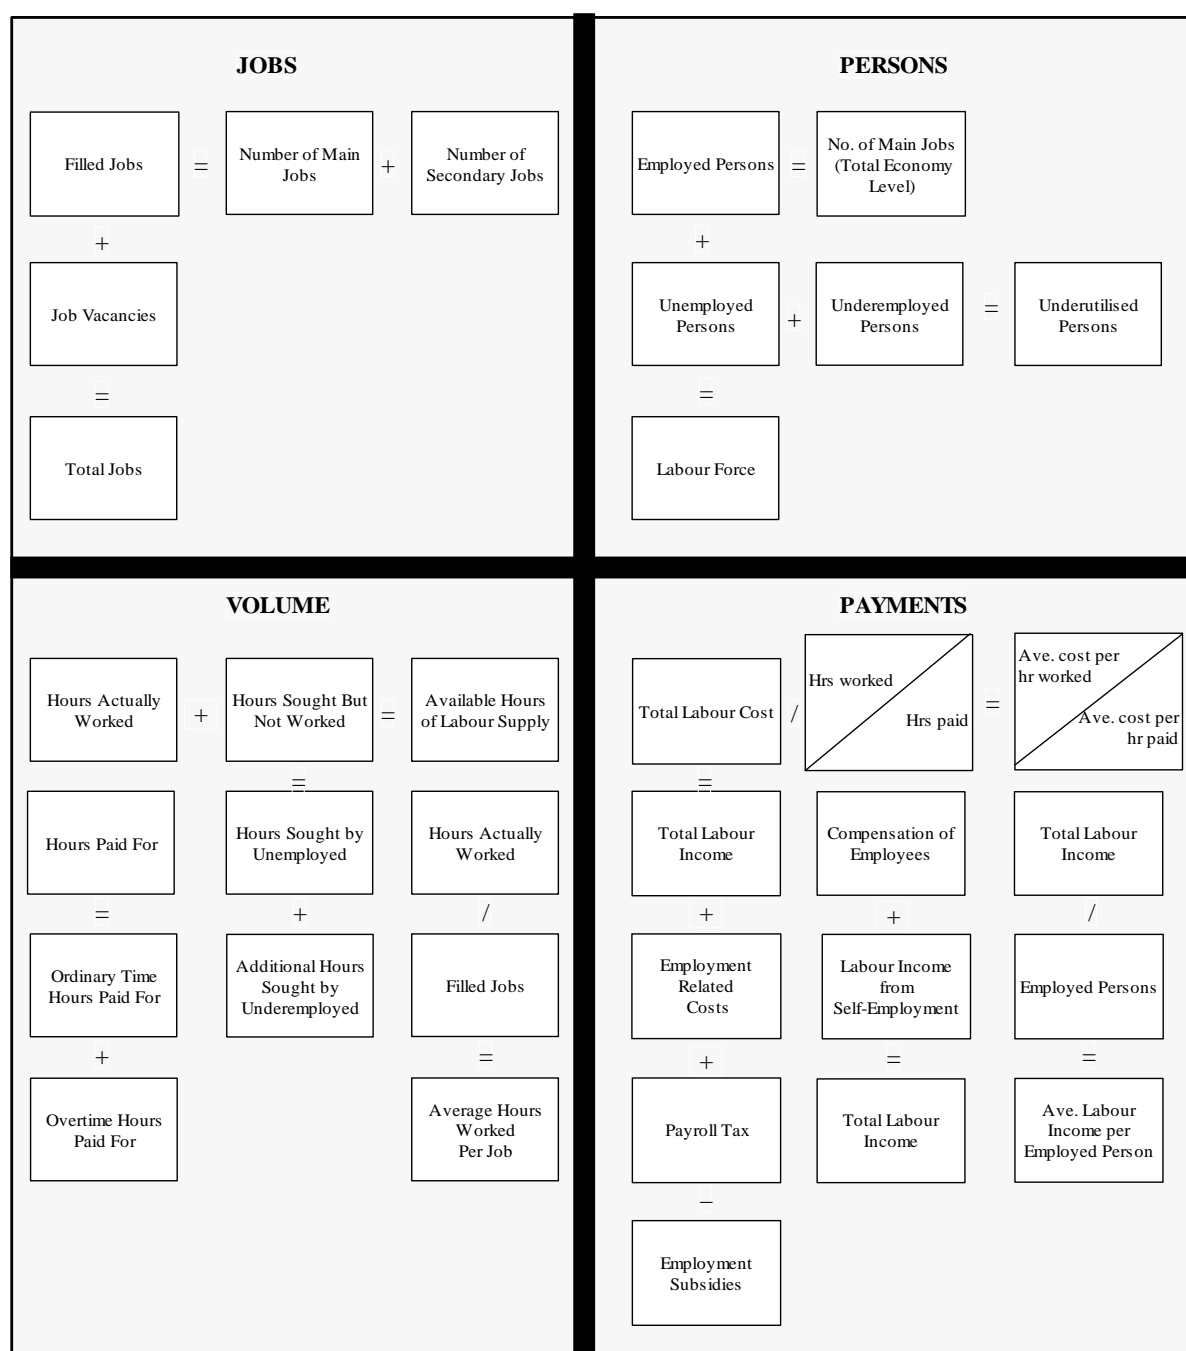 JOBS
Filled Jobs
=
Number of Main
Jobs
+
Number of
Secondary Jobs
+
Job Vacancies
=
Total Jobs
PERSONS
Employed Persons
=
No. of Main Jobs
(Total Economy
Level)
+
Unemployed
Persons
+
Underemployed
Persons
=
Underutilised
Persons
=
Labour Force
VOLUME
Hours Actually
Worked
+
Hours Sought But
Not Worked
=
Available Hours
of Labour Supply
=
Hours Paid For
Hours Sought by
Unemployed
Hours Actually
Worked
=
+
/
Ordinary Time
Hours Paid For
Additional Hours
Sought by
Underemployed
Filled Jobs
+
=
Overtime Hours
Paid For
Average Hours
Worked
Per Job
PAYMENTS
Total Labour Cost
/
Hrs worked
Hrs paid
=
Ave. cost per
hr worked
Ave. cost per
hr paid
=
Total Labour
Income
Compensation of
Employees
Total Labour
Income
+
+
/
Employment
Related
Costs
Labour Income
from
Self-Employment
Employed Persons
+
=
=
Payroll Tax
Total Labour
Income
Ave. Labour
Income per
Employed Person
−
Employment
Subsidies